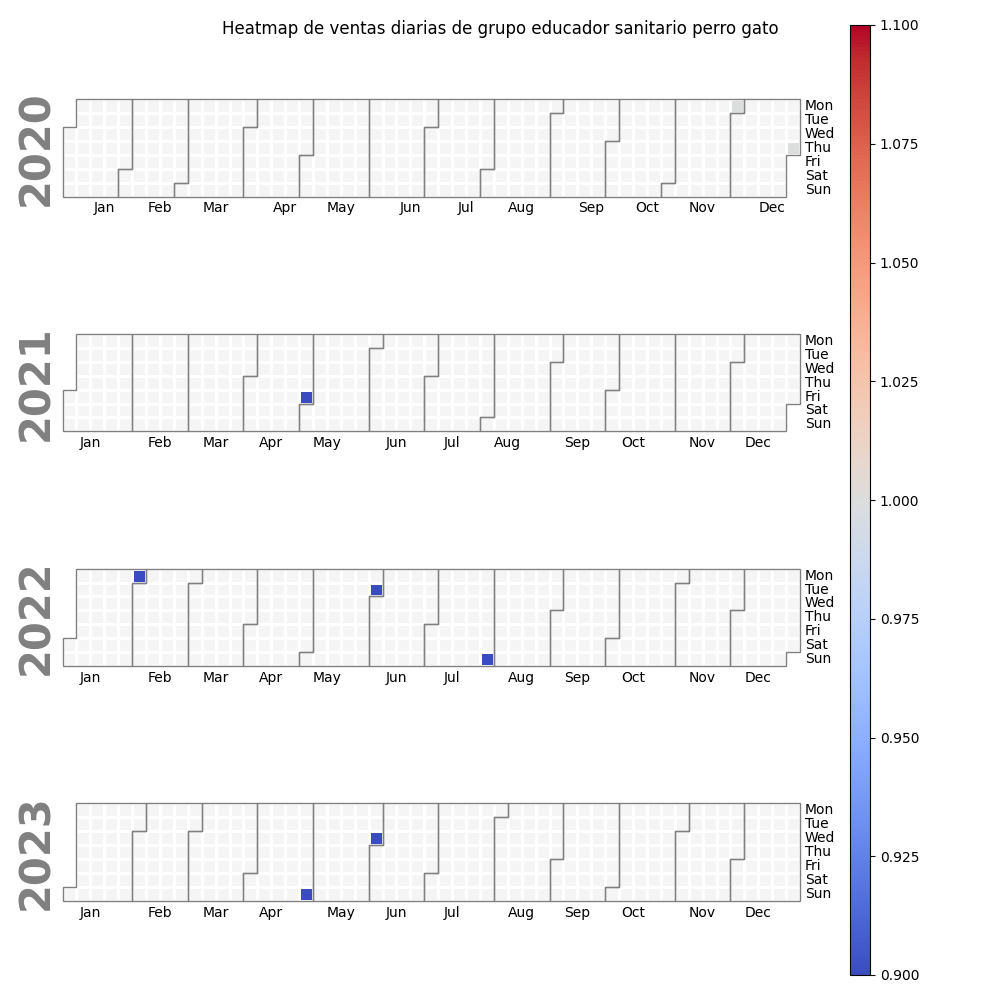 Heatmap de ventas diarias de grupo educador sanitario perro gato
2020
Mon
Tue
Wed
Thu
Fri
Sat
Sun
Jan Feb Mar Apr May Jun Jul Aug Sep Oct Nov Dec
2021
Mon
Tue
Wed
Thu
Fri
Sat
Sun
Jan Feb Mar Apr May Jun Jul Aug Sep Oct Nov Dec
2022
Mon
Tue
Wed
Thu
Fri
Sat
Sun
Jan Feb Mar Apr May Jun Jul Aug Sep Oct Nov Dec
2023
Mon
Tue
Wed
Thu
Fri
Sat
Sun
Jan Feb Mar Apr May Jun Jul Aug Sep Oct Nov Dec
1.100
1.075
1.050
1.025
1.000
0.975
0.950
0.925
0.900